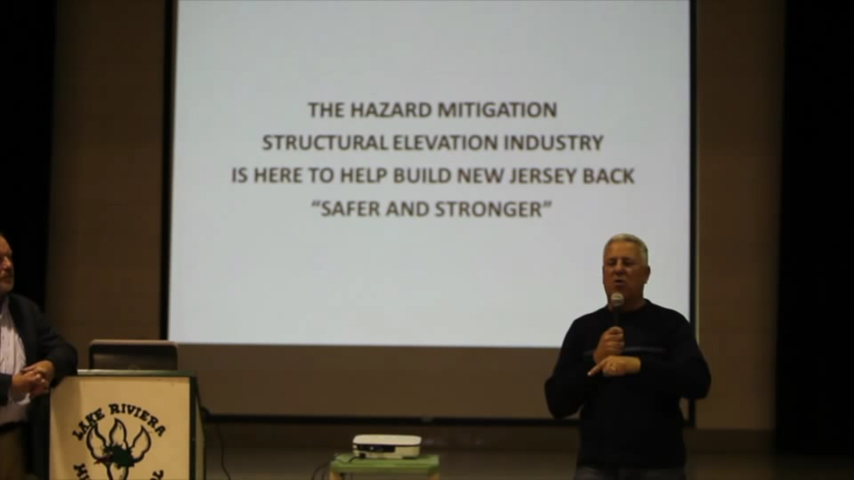 THE HAZARD MITIGATION
STRUCTURAL ELEVATION INDUSTRY
IS HERE TO HELP BUILD NEW JERSEY BACK
“SAFER AND STRONGER”
LAKE RIVIERA